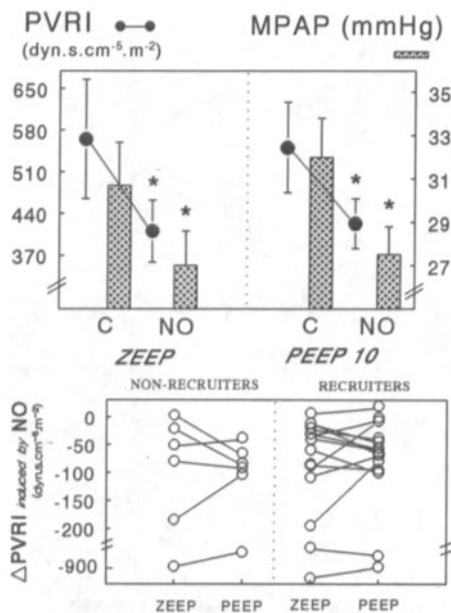 PVRI MPAP (mmHg)
(dyn.s.cm-5.m-2)
650
580
510
440
370
35
33
31
29
27
* * * *
C NO C NO
ZEEP PEEP 10
NON-RECRUITERS RECRUITERS
ΔPVRI induced by NO
(dyn.s.cm-5.m-2)
0
-50
-100
-150
-200
-900
ZEEP PEEP ZEEP PEEP